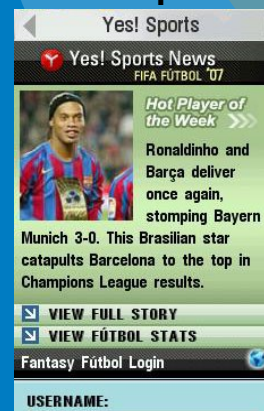 Yes! Sports
Yes! Sports News
FIFA FÚTBOL '07
Hot Player of
the Week
Ronaldinho and
Barça deliver
once again,
stomping Bayern
Munich 3-0. This Brasilian star
catapults Barcelona to the top in
Champions League results.
VIEW FULL STORY
VIEW FÚTBOL STATS
Fantasy Fútbol Login
USERNAME: